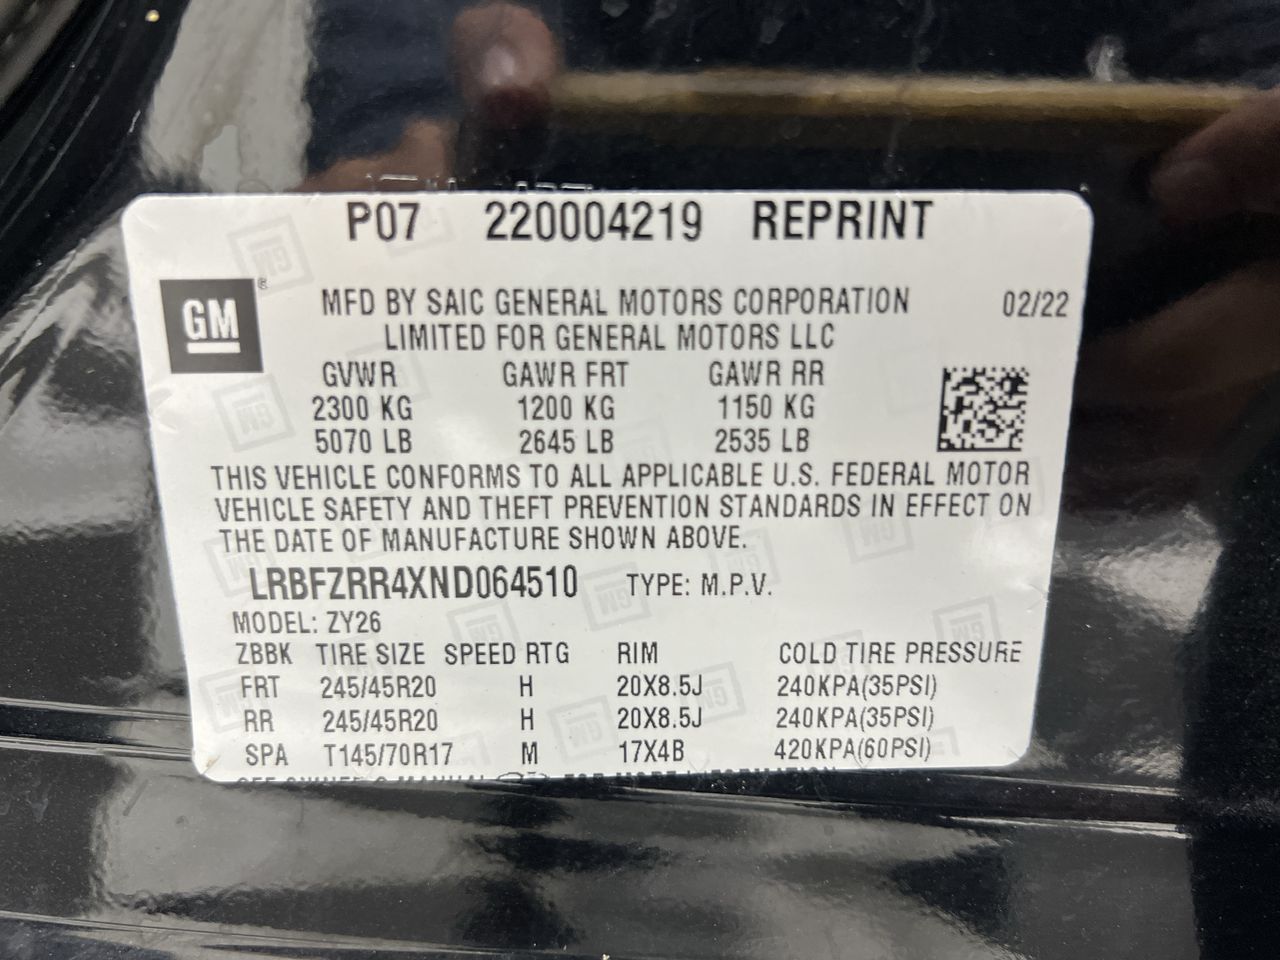 P07 220004219 REPRINT
GM ®
MFD BY SAIC GENERAL MOTORS CORPORATION 02/22
LIMITED FOR GENERAL MOTORS LLC
GVWR GAWR FRT GAWR RR
2300 KG 1200 KG 1150 KG
5070 LB 2645 LB 2535 LB
THIS VEHICLE CONFORMS TO ALL APPLICABLE U.S. FEDERAL MOTOR
VEHICLE SAFETY AND THEFT PREVENTION STANDARDS IN EFFECT ON
THE DATE OF MANUFACTURE SHOWN ABOVE.
LRBFZRR4XND064510 TYPE: M.P.V.
MODEL: ZY26
ZBBK TIRE SIZE SPEED RTG RIM COLD TIRE PRESSURE
FRT 245/45R20 H 20X8.5J 240KPA(35PSI)
RR 245/45R20 H 20X8.5J 240KPA(35PSI)
SPA T145/70R17 M 17X4B 420KPA(60PSI)